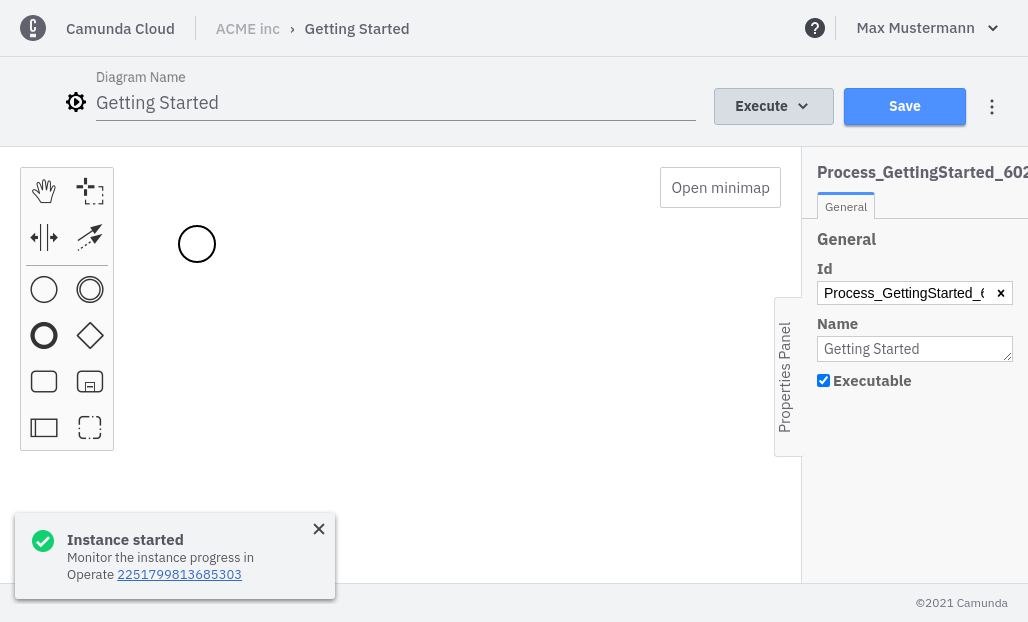 Camunda Cloud
ACME inc › Getting Started
Max Mustermann
Diagram Name
Getting Started
Execute
Save
Open minimap
Process_GettingStarted_602
General
General
Id
Process_GettingStarted_6
Name
Getting Started
Executable
Properties Panel
Instance started
Monitor the instance progress in
Operate 2251799813685303
©2021 Camunda